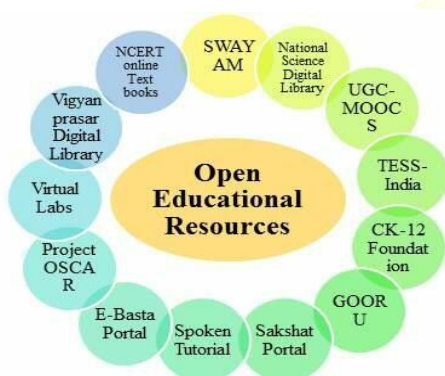 SWAY
AM
National
Science
Digital
Library
UGC-
MOOC
S
TESS-
India
CK-12
Foundat
ion
GOOR
U
Sakshat
Portal
Spoken
Tutorial
E-Basta
Portal
Project
OSCA
R
Virtual
Labs
Vigyan
prasar
Digital
Library
NCERT
online
Text
books
Open
Educational
Resources